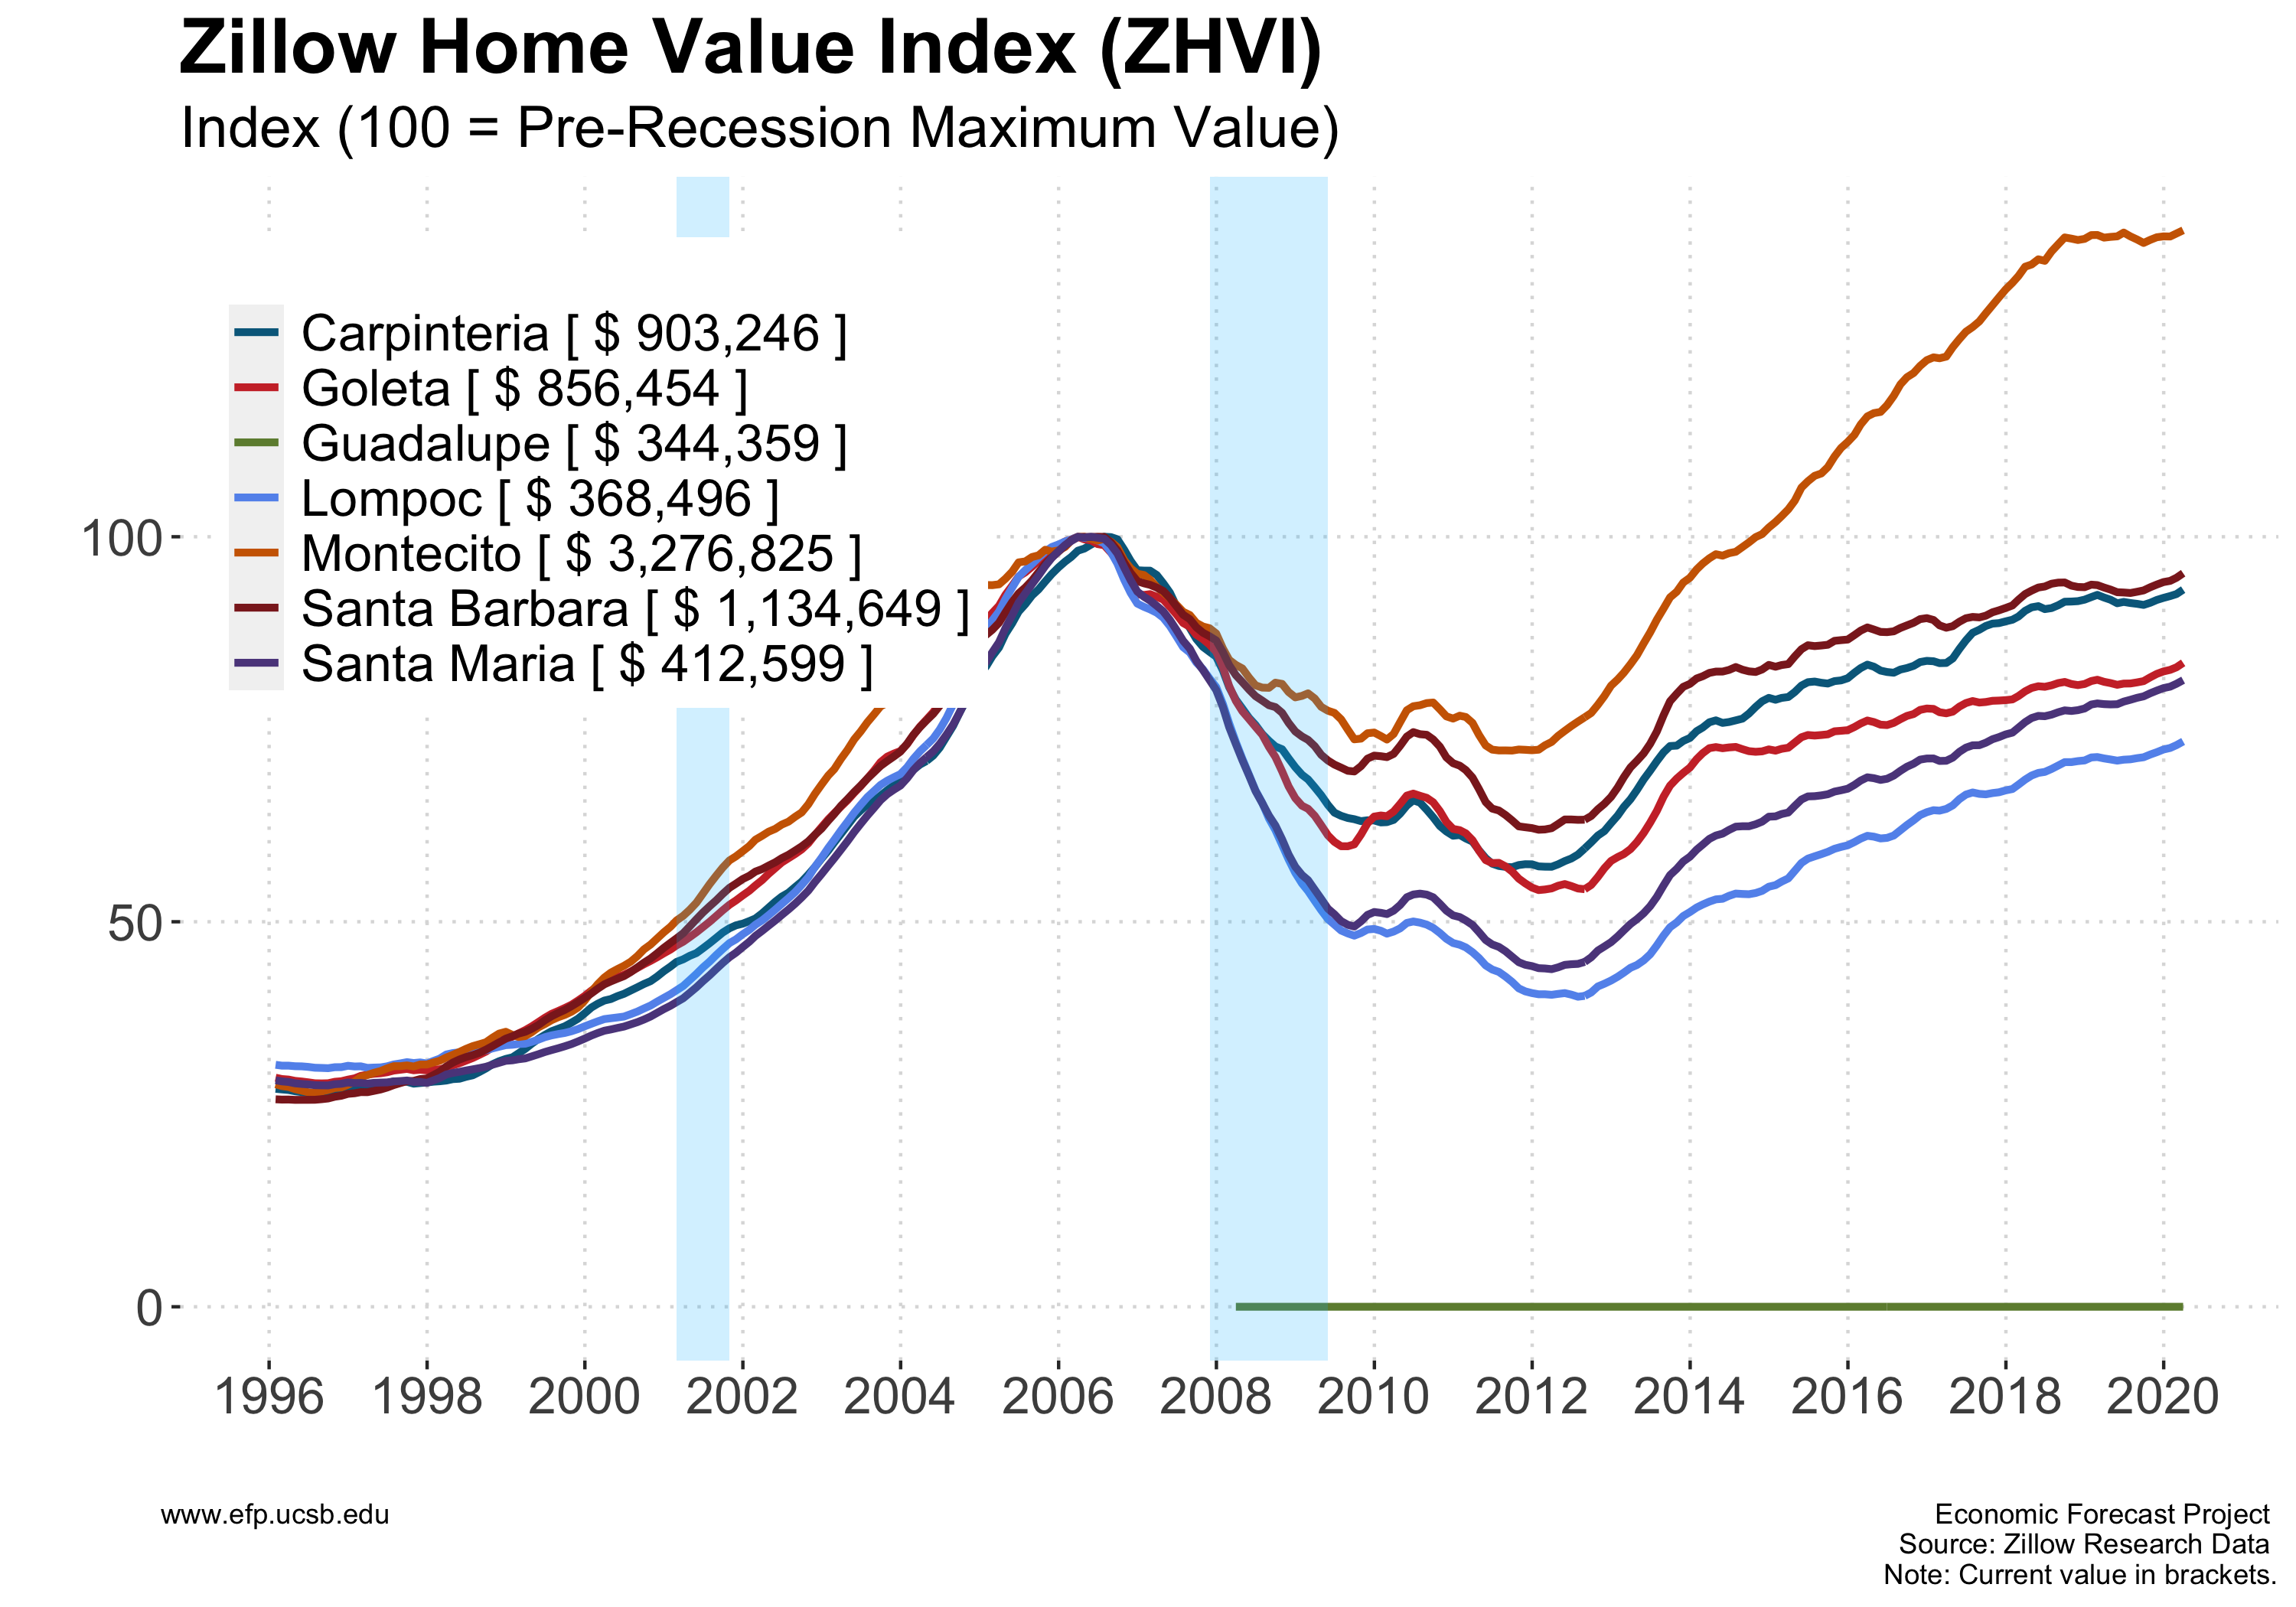 Zillow Home Value Index (ZHVI)
Index (100 = Pre-Recession Maximum Value)
Carpinteria [ $ 903,246 ]
Goleta [ $ 856,454 ]
Guadalupe [ $ 344,359 ]
Lompoc [ $ 368,496 ]
Montecito [ $ 3,276,825 ]
Santa Barbara [ $ 1,134,649 ]
Santa Maria [ $ 412,599 ]
100
50
0
1996 1998 2000 2002 2004 2006 2008 2010 2012 2014 2016 2018 2020
www.efp.ucsb.edu
Economic Forecast Project
Source: Zillow Research Data
Note: Current value in brackets.